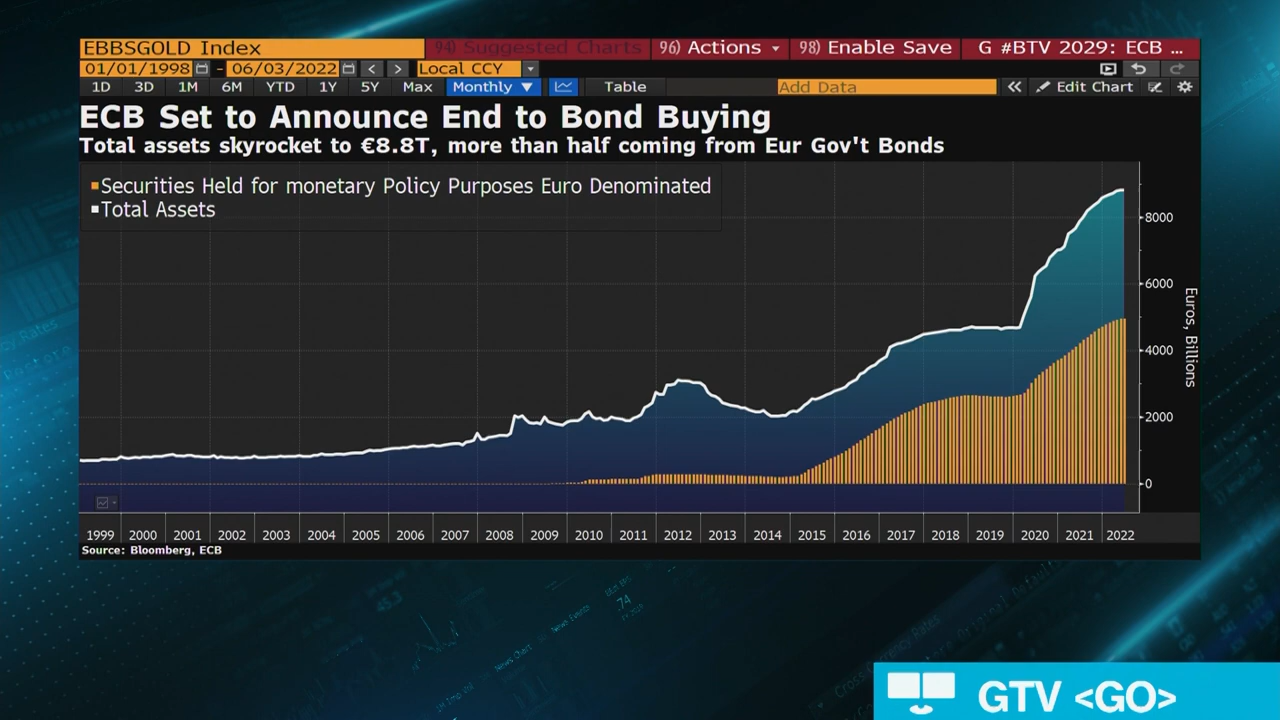 EBBSGOLD Index 94) Suggested Charts 96) Actions 98) Enable Save G #BTV 2029: ECB ...
01/01/1998 - 06/03/2022 < > Local CCY
1D 3D 1M 6M YTD 1Y 5Y Max Monthly ▼ Table Add Data « Edit Chart
ECB Set to Announce End to Bond Buying
Total assets skyrocket to €8.8T, more than half coming from Eur Gov't Bonds
Securities Held for monetary Policy Purposes Euro Denominated
Total Assets
8000
6000
4000
2000
0
Euros, Billions
1999 2000 2001 2002 2003 2004 2005 2006 2007 2008 2009 2010 2011 2012 2013 2014 2015 2016 2017 2018 2019 2020 2021 2022
Source: Bloomberg, ECB
GTV <GO>